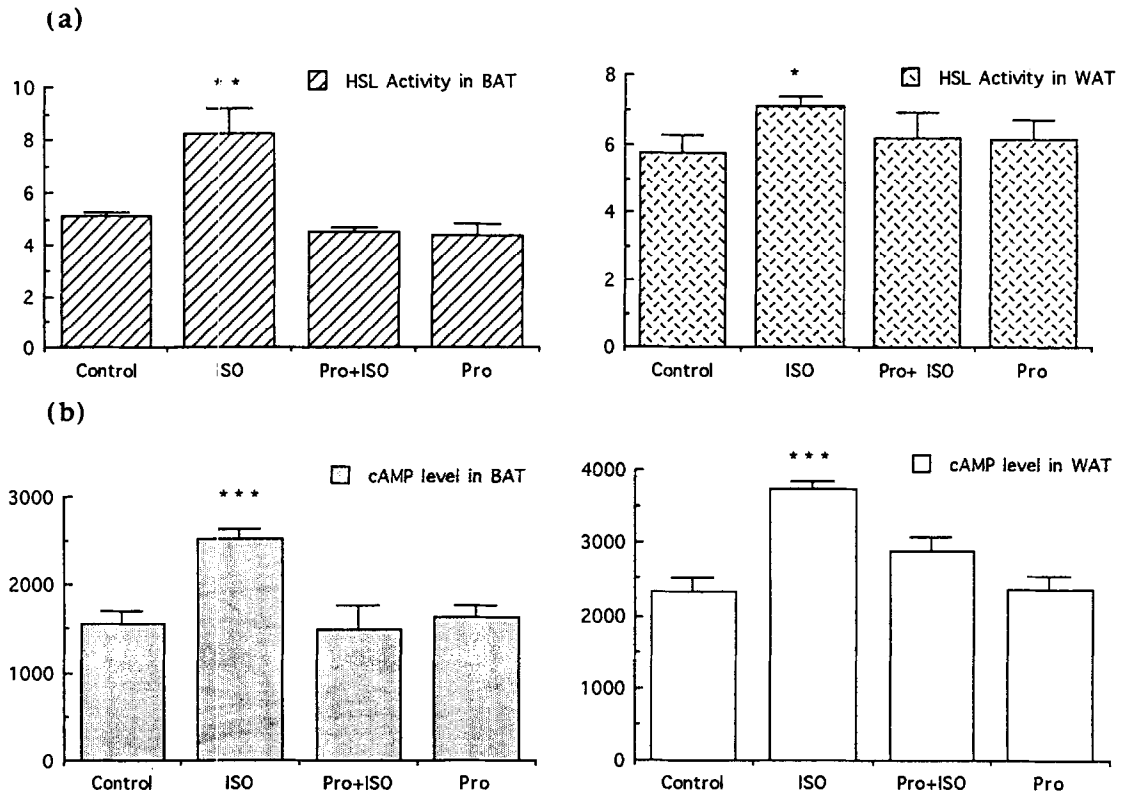 (a)
* *
HSL Activity in BAT
10
8
6
4
2
0
Control ISO Pro+ISO Pro
*
HSL Activity in WAT
8
6
4
2
0
Control ISO Pro+ ISO Pro
(b)
* * *
cAMP level in BAT
3000
2000
1000
0
Control ISO Pro+ISO Pro
* * *
cAMP level in WAT
4000
3000
2000
1000
0
Control ISO Pro+ISO Pro